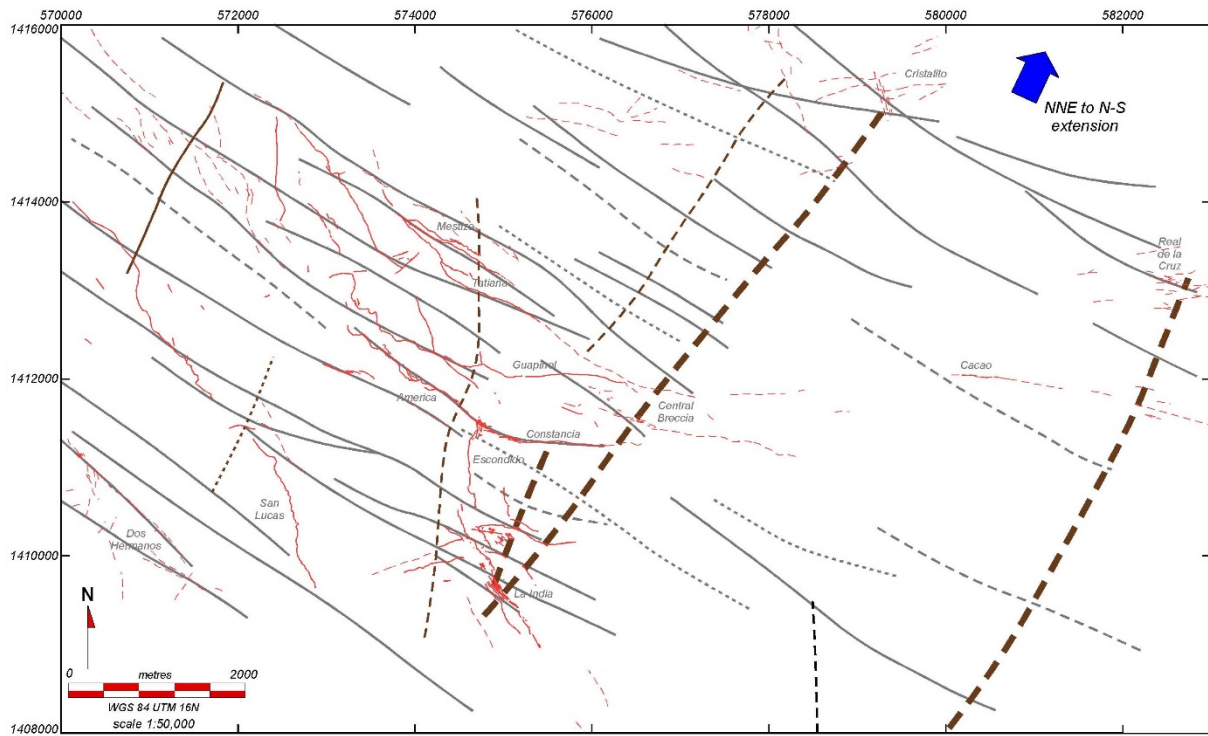 570000
572000
574000
576000
578000
580000
582000
1416000
Cristalito
NNE to N-S
extension
1414000
Mestiza
Real
de la
Cruz
Tatiana
Guapinol
Cacao
1412000
America
Central
Breccia
Constancia
Escondido
San
Lucas
Dos
Hermanos
1410000
La India
N
0
metres
2000
WGS 84 UTM 16N
scale 1:50,000
1408000